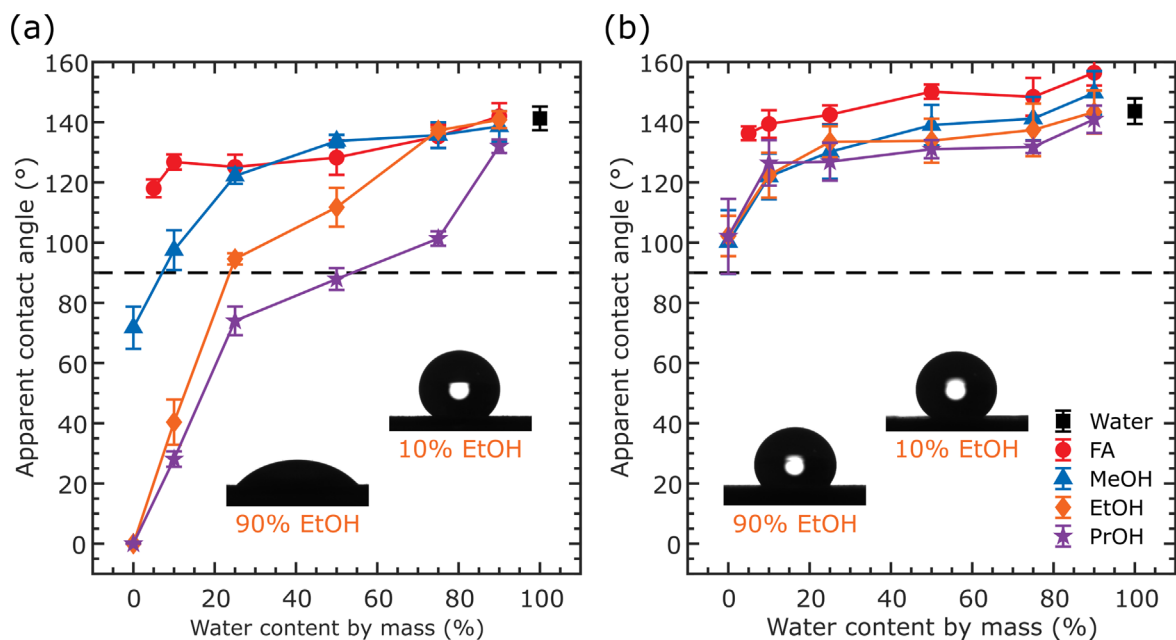 (a)
Apparent contact angle (°)
160
140
120
100
80
60
40
20
0
10% EtOH
90% EtOH
0 20 40 60 80 100
Water content by mass (%)
(b)
Apparent contact angle (°)
160
140
120
100
80
60
40
20
0
10% EtOH
90% EtOH
Water
FA
MeOH
EtOH
PrOH
0 20 40 60 80 100
Water content by mass (%)